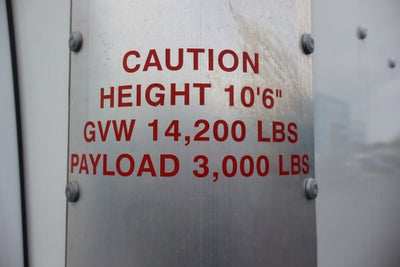 CAUTION
HEIGHT 10'6"
GVW 14,200 LBS
PAYLOAD 3,000 LBS